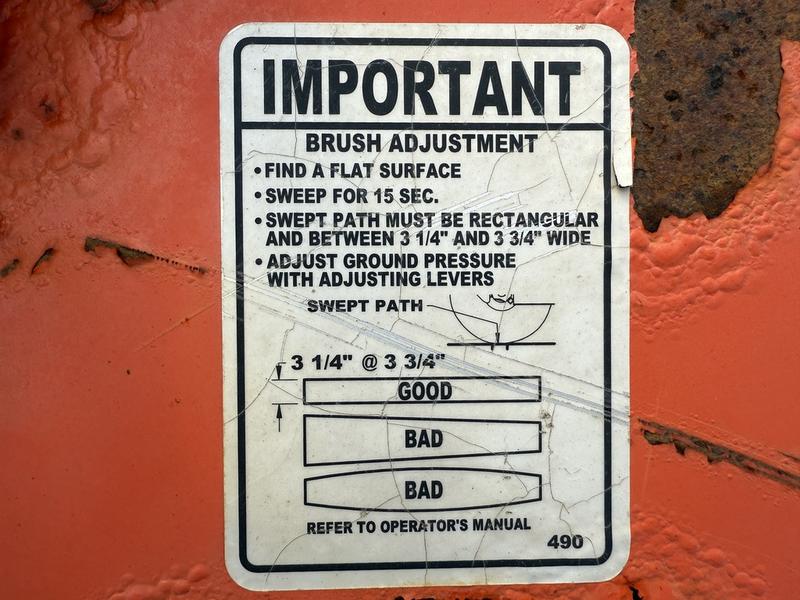 IMPORTANT
BRUSH ADJUSTMENT
• FIND A FLAT SURFACE
• SWEEP FOR 15 SEC.
• SWEPT PATH MUST BE RECTANGULAR
AND BETWEEN 3 1/4" AND 3 3/4" WIDE
• ADJUST GROUND PRESSURE
WITH ADJUSTING LEVERS
SWEPT PATH
3 1/4" @ 3 3/4"
GOOD
BAD
BAD
REFER TO OPERATOR'S MANUAL
490